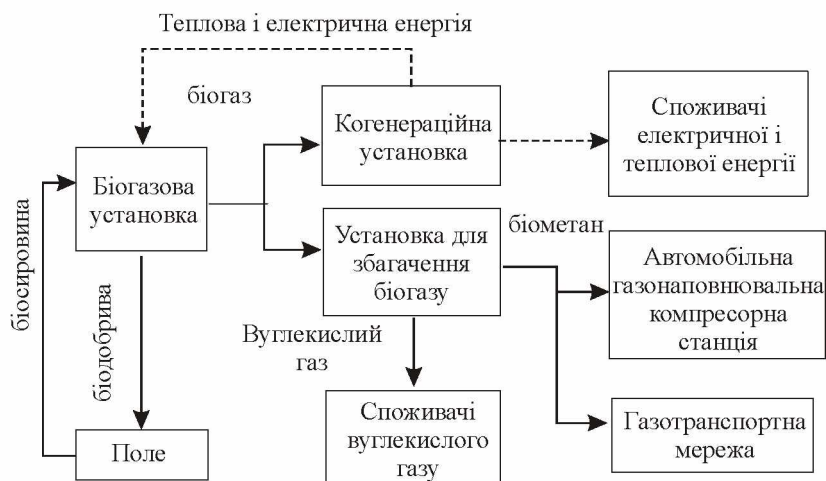 Теплова і електрична енергія
біогаз
Когенераційна
установка
Споживачі
електричної і
теплової енергії
Біогазова
установка
Установка для
збагачення
біогазу
біометан
Автомобільна
газонаповнювальна
компресорна
станція
біосировина
біодобрива
Вуглекислий
газ
Споживачі
вуглекислого
газу
Поле
Газотранспортна
мережа